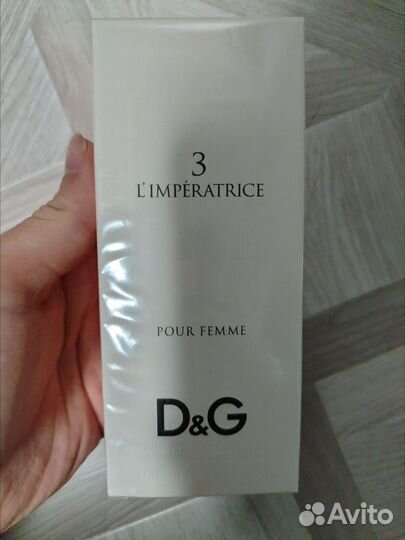 3
L'IMPÉRATRICE
POUR FEMME
D&G
Avito